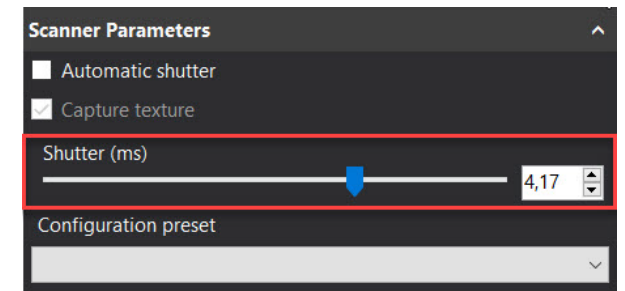 Scanner Parameters
Automatic shutter
Capture texture
Shutter (ms)
4,17
Configuration preset